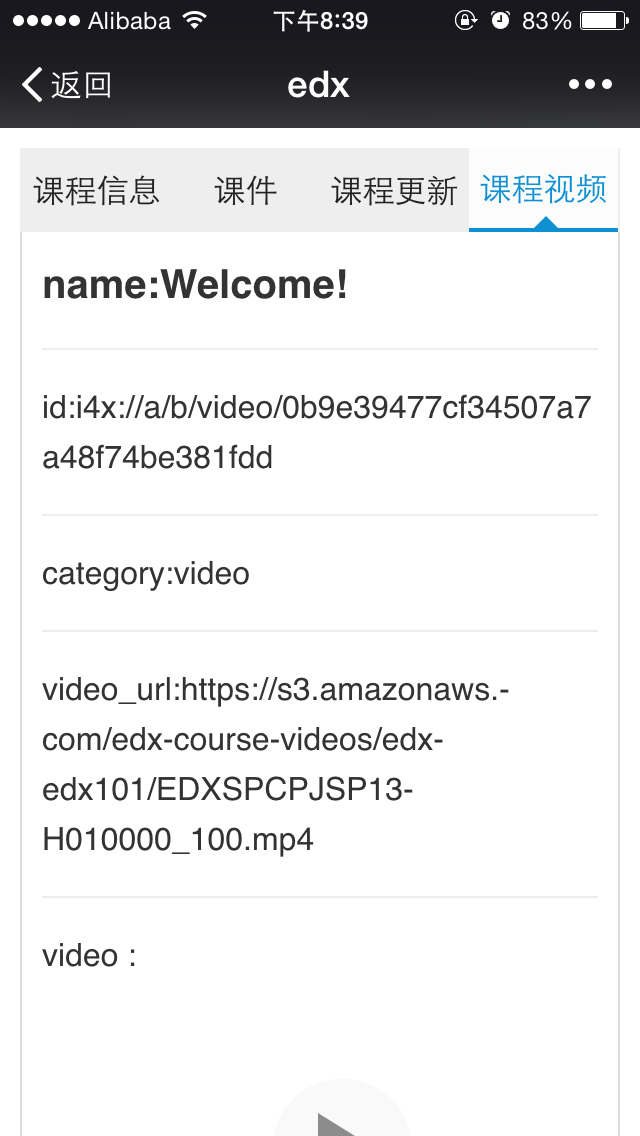 Alibaba 下午8:39 83%
返回 edx
课程信息 课件 课程更新 课程视频
name:Welcome!
id:i4x://a/b/video/0b9e39477cf34507a7
a48f74be381fdd
category:video
video_url:https://s3.amazonaws.-
com/edx-course-videos/edx-
edx101/EDXSPCPJSP13-
H010000_100.mp4
video :